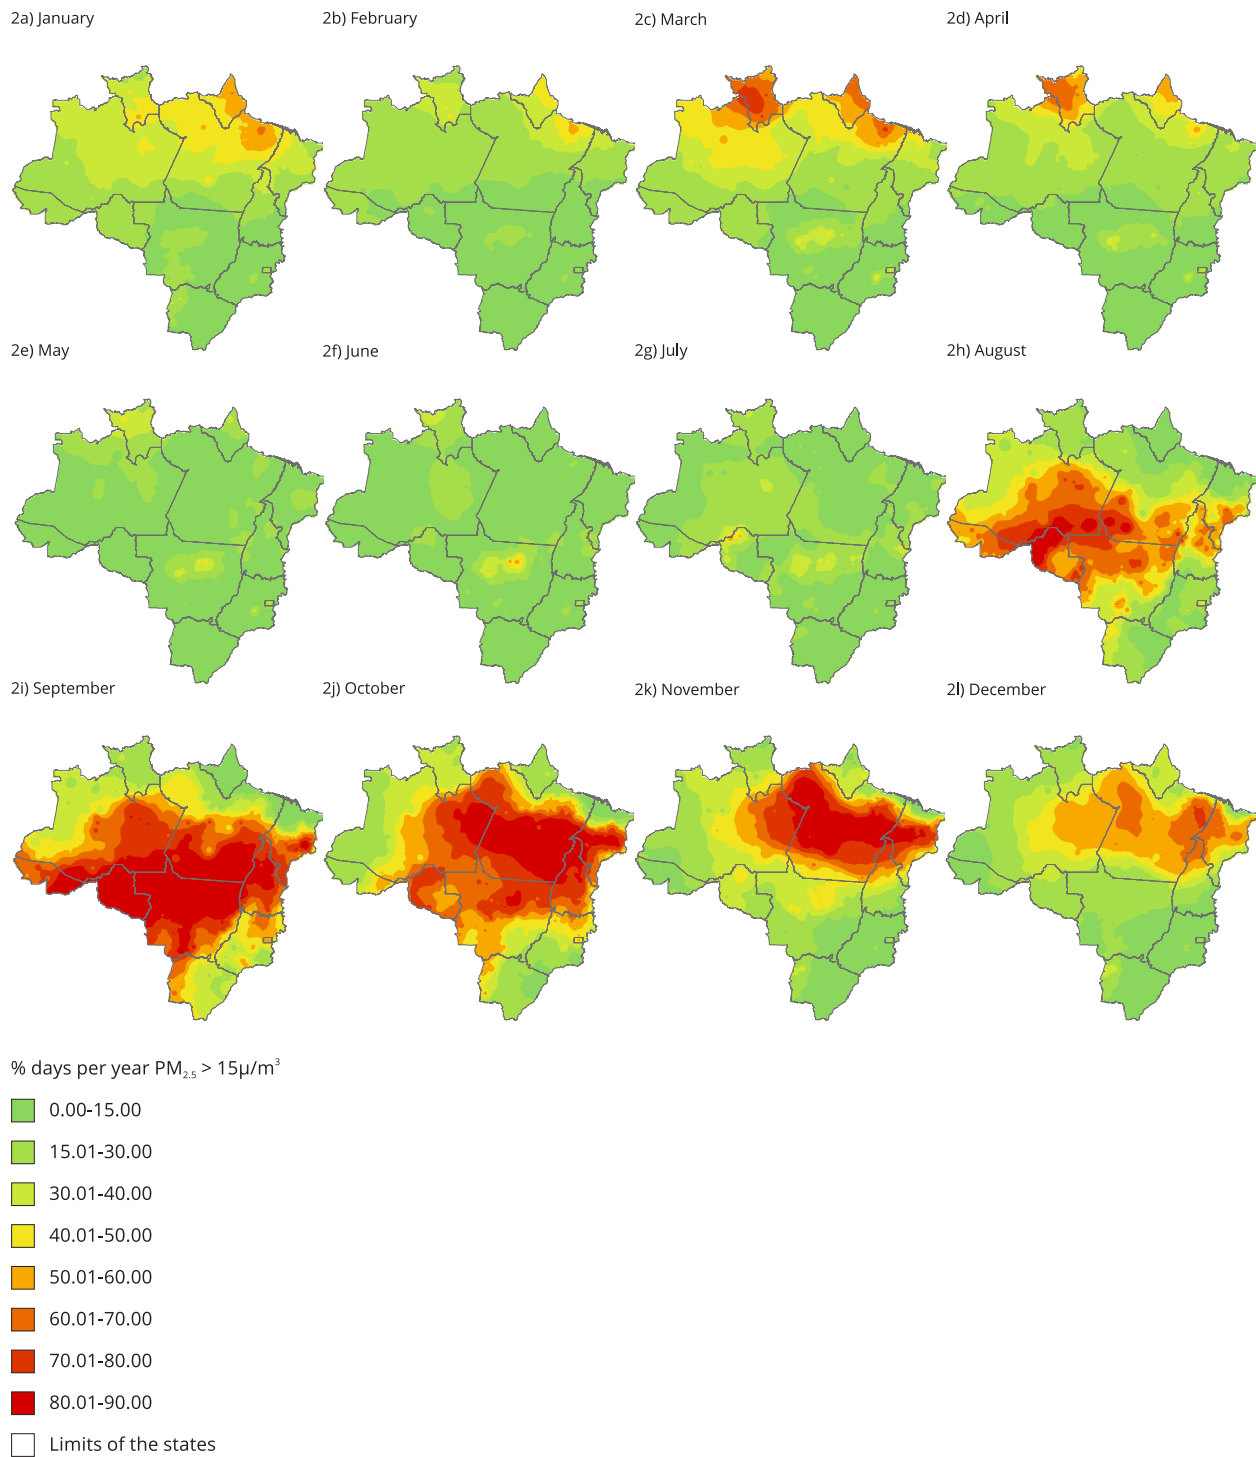 2a) January
2b) February
2c) March
2d) April
2e) May
2f) June
2g) July
2h) August
2i) September
2j) October
2k) November
2l) December
% days per year PM2.5 > 15μ/m³
0.00-15.00
15.01-30.00
30.01-40.00
40.01-50.00
50.01-60.00
60.01-70.00
70.01-80.00
80.01-90.00
Limits of the states